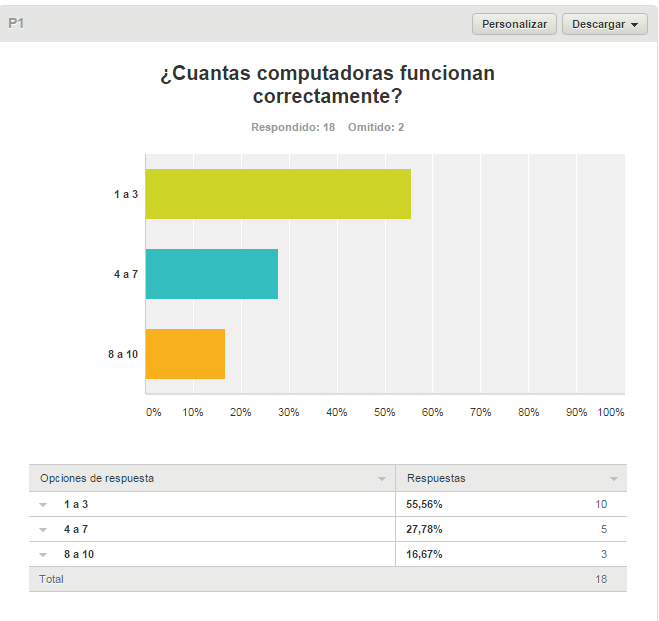 P1
Personalizar Descargar
¿Cuantas computadoras funcionan
correctamente?
Respondido: 18 Omitido: 2
1 a 3
4 a 7
8 a 10
0% 10% 20% 30% 40% 50% 60% 70% 80% 90% 100%
Opciones de respuesta Respuestas
1 a 3 55,56% 10
4 a 7 27,78% 5
8 a 10 16,67% 3
Total 18